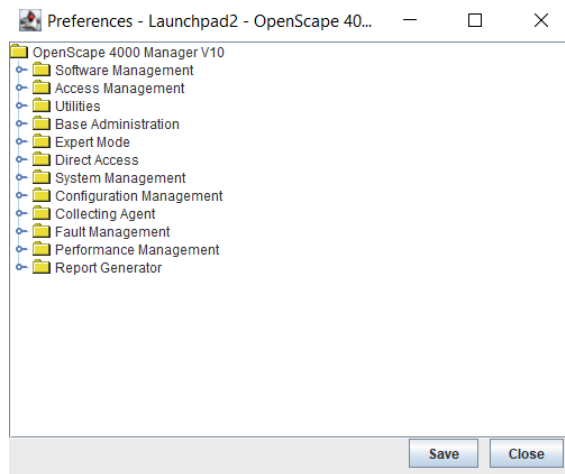 Preferences - Launchpad2 - OpenScape 40...
OpenScape 4000 Manager V10
Software Management
Access Management
Utilities
Base Administration
Expert Mode
Direct Access
System Management
Configuration Management
Collecting Agent
Fault Management
Performance Management
Report Generator
Save Close